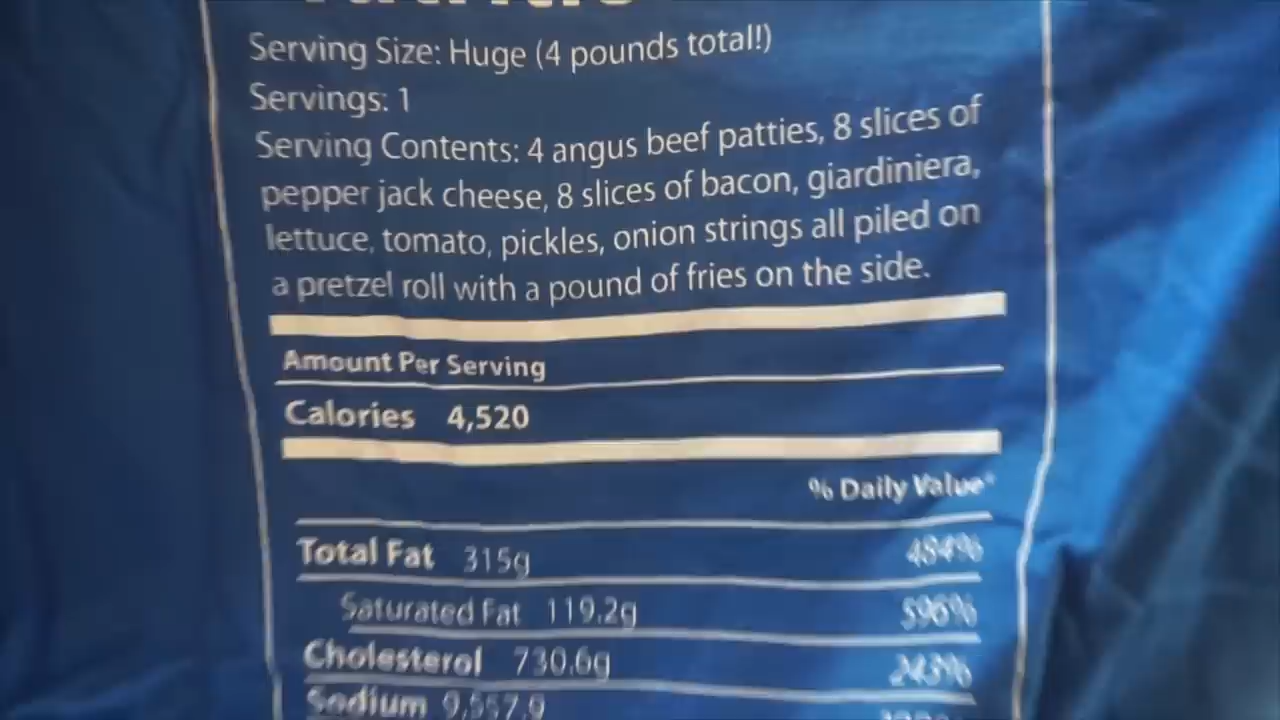 Serving Size: Huge (4 pounds total!)
Servings: 1
Serving Contents: 4 angus beef patties, 8 slices of
pepper jack cheese, 8 slices of bacon, giardiniera,
lettuce, tomato, pickles, onion strings all piled on
a pretzel roll with a pound of fries on the side.
Amount Per Serving
Calories 4,520
% Daily Value*
Total Fat 315g 484%
Saturated Fat 119.2g 596%
Cholesterol 730.6g 243%
Sodium